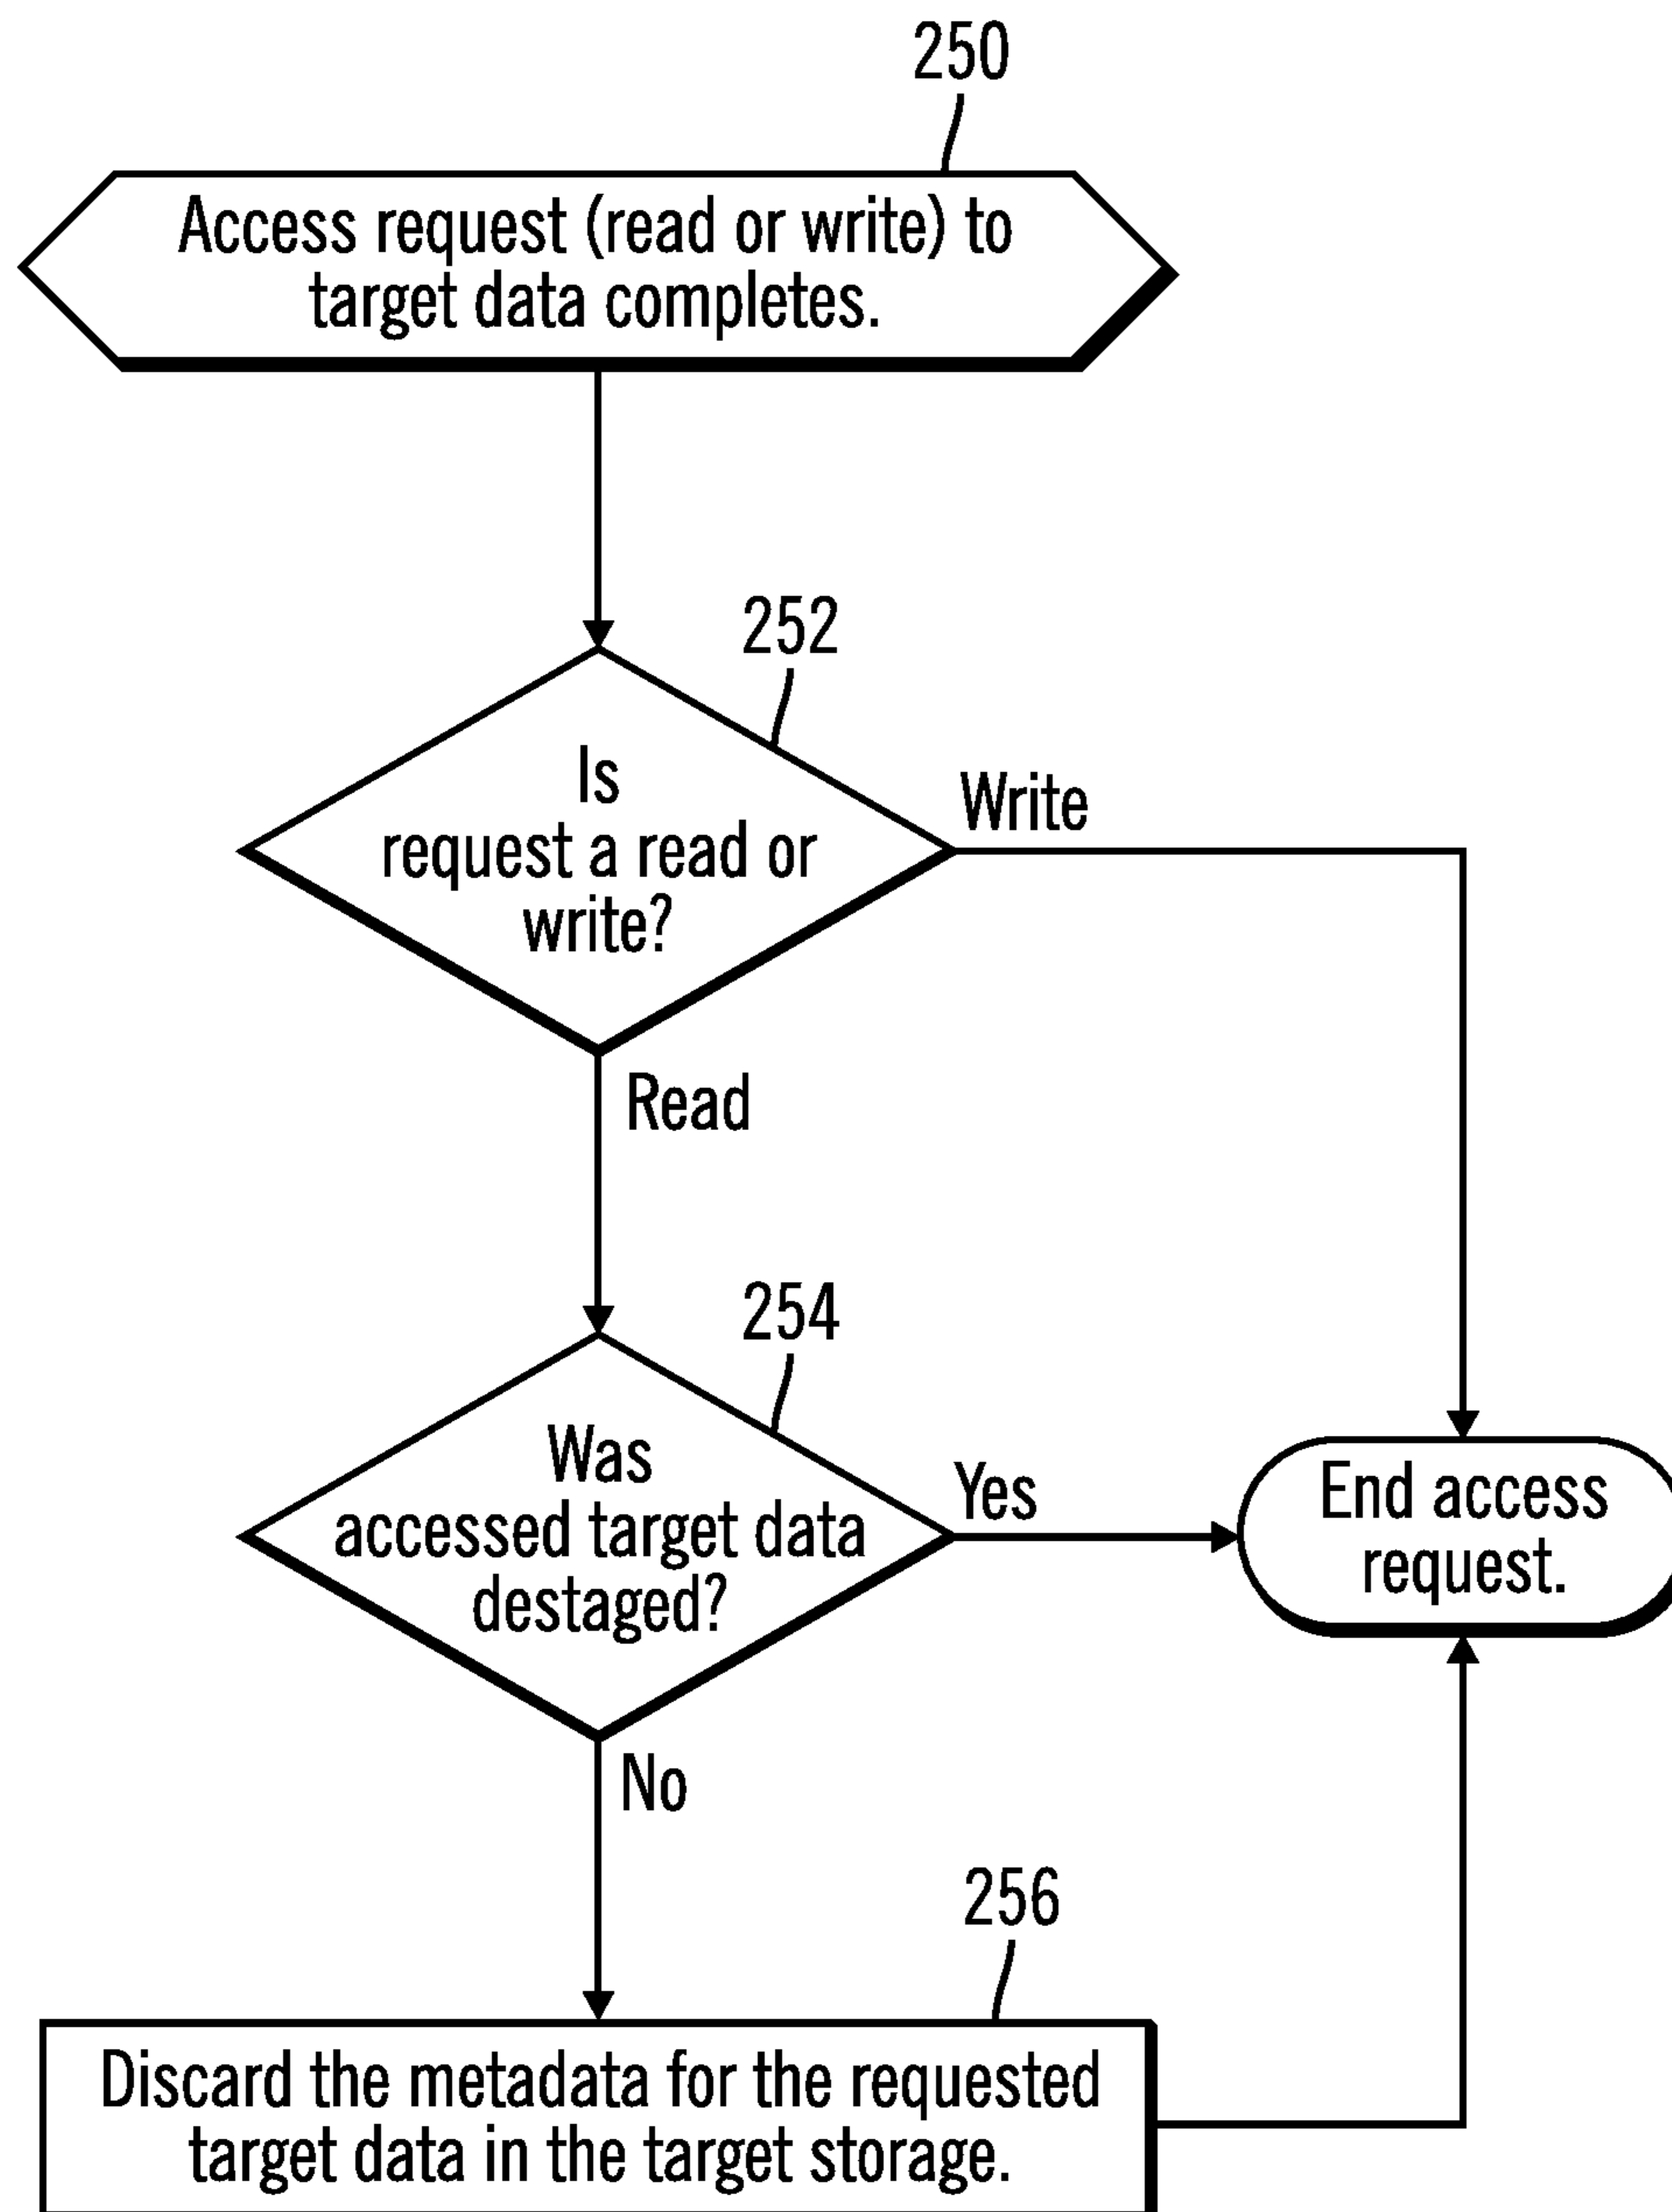 250
Access request (read or write) to
target data completes.
252
Is
request a read or
write?
Write
Read
254
Was
accessed target data
destaged?
Yes
End access
request.
No
256
Discard the metadata for the requested
target data in the target storage.